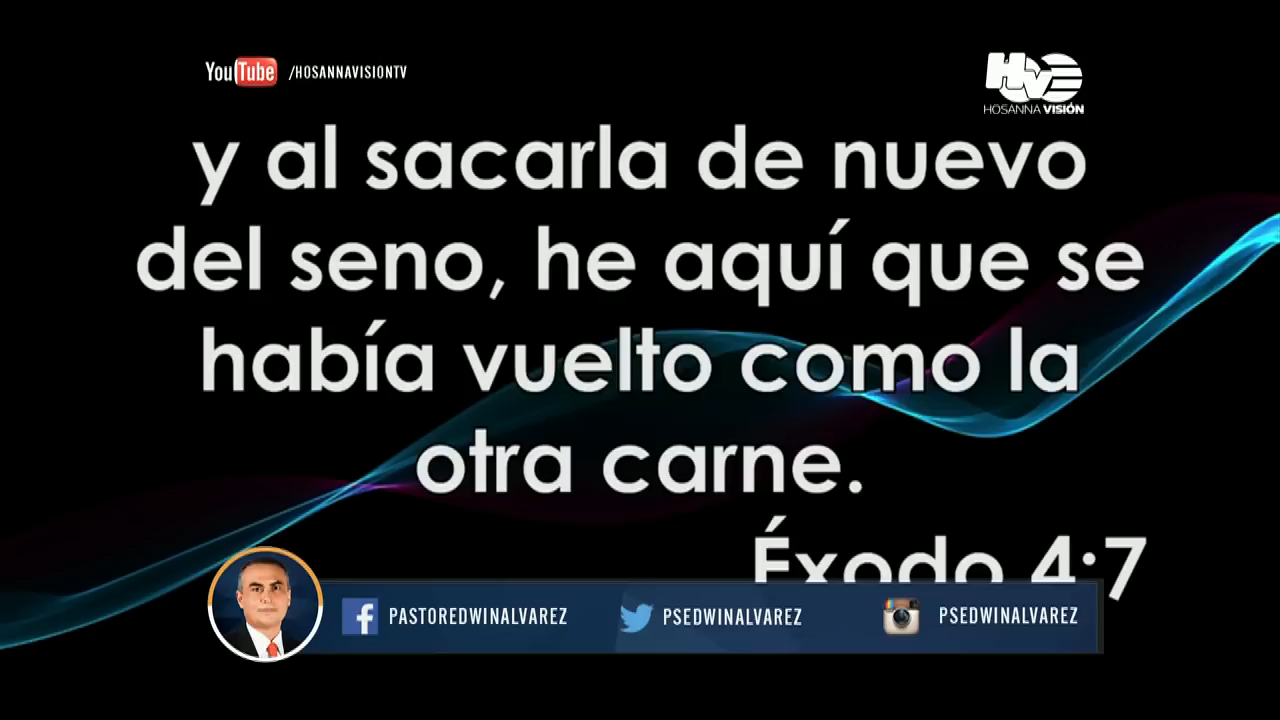 YouTube /HOSANNAVISIONTV
HVE
HOSANNA VISIÓN
y al sacarla de nuevo
del seno, he aquí que se
había vuelto como la
otra carne.
Éxodo 4:7
PASTOREDWINALVAREZ PSEDWINALVAREZ PSEDWINALVAREZ